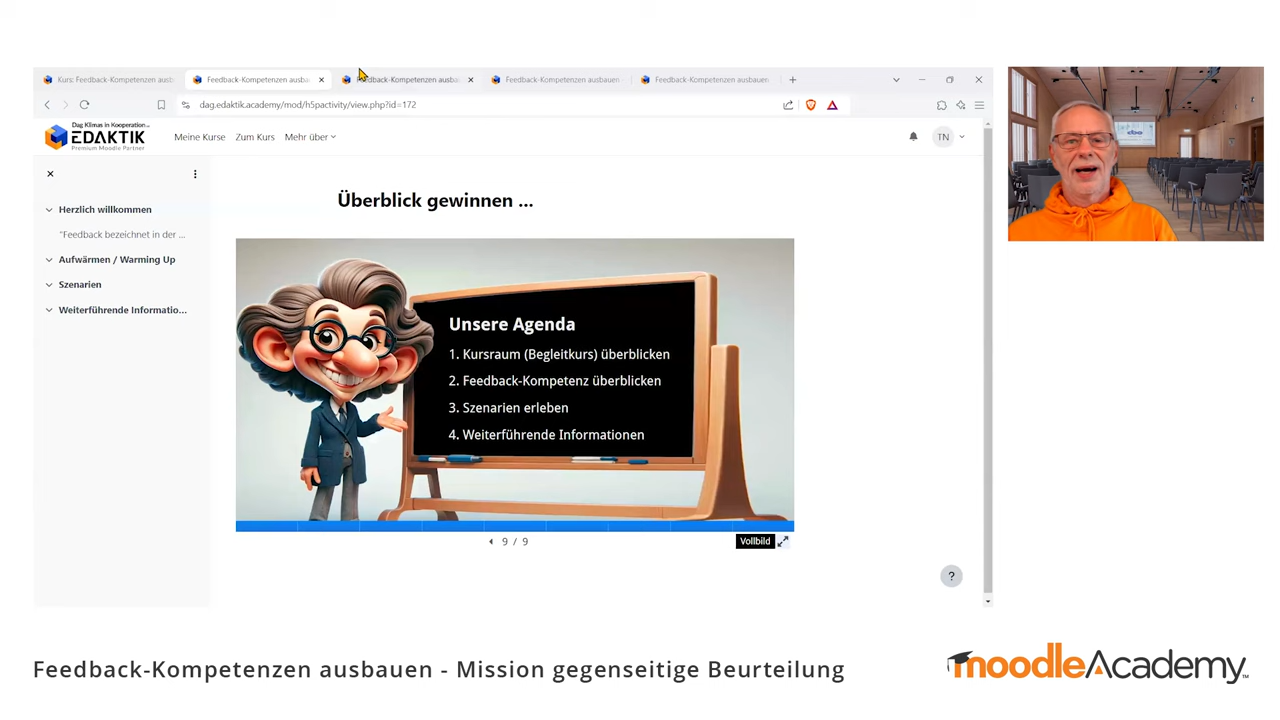 Kurs: Feedback-Kompetenzen ausb
Feedback-Kompetenzen ausba
Feedback-Kompetenzen ausba
Feedback-Kompetenzen ausbauen
Feedback-Kompetenzen ausbauen
dag.edaktik.academy/mod/h5pactivity/view.php?id=172
Dag Klimas in Kooperation...
EDAKTIK
Premium Moodle Partner
Meine Kurse
Zum Kurs
Mehr über
TN
Herzlich willkommen
"Feedback bezeichnet in der ...
Aufwärmen / Warming Up
Szenarien
Weiterführende Informatio...
Überblick gewinnen ...
Unsere Agenda
1. Kursraum (Begleitkurs) überblicken
2. Feedback-Kompetenz überblicken
3. Szenarien erleben
4. Weiterführende Informationen
9 / 9
Vollbild
?
Feedback-Kompetenzen ausbauen - Mission gegenseitige Beurteilung
moodleAcademy